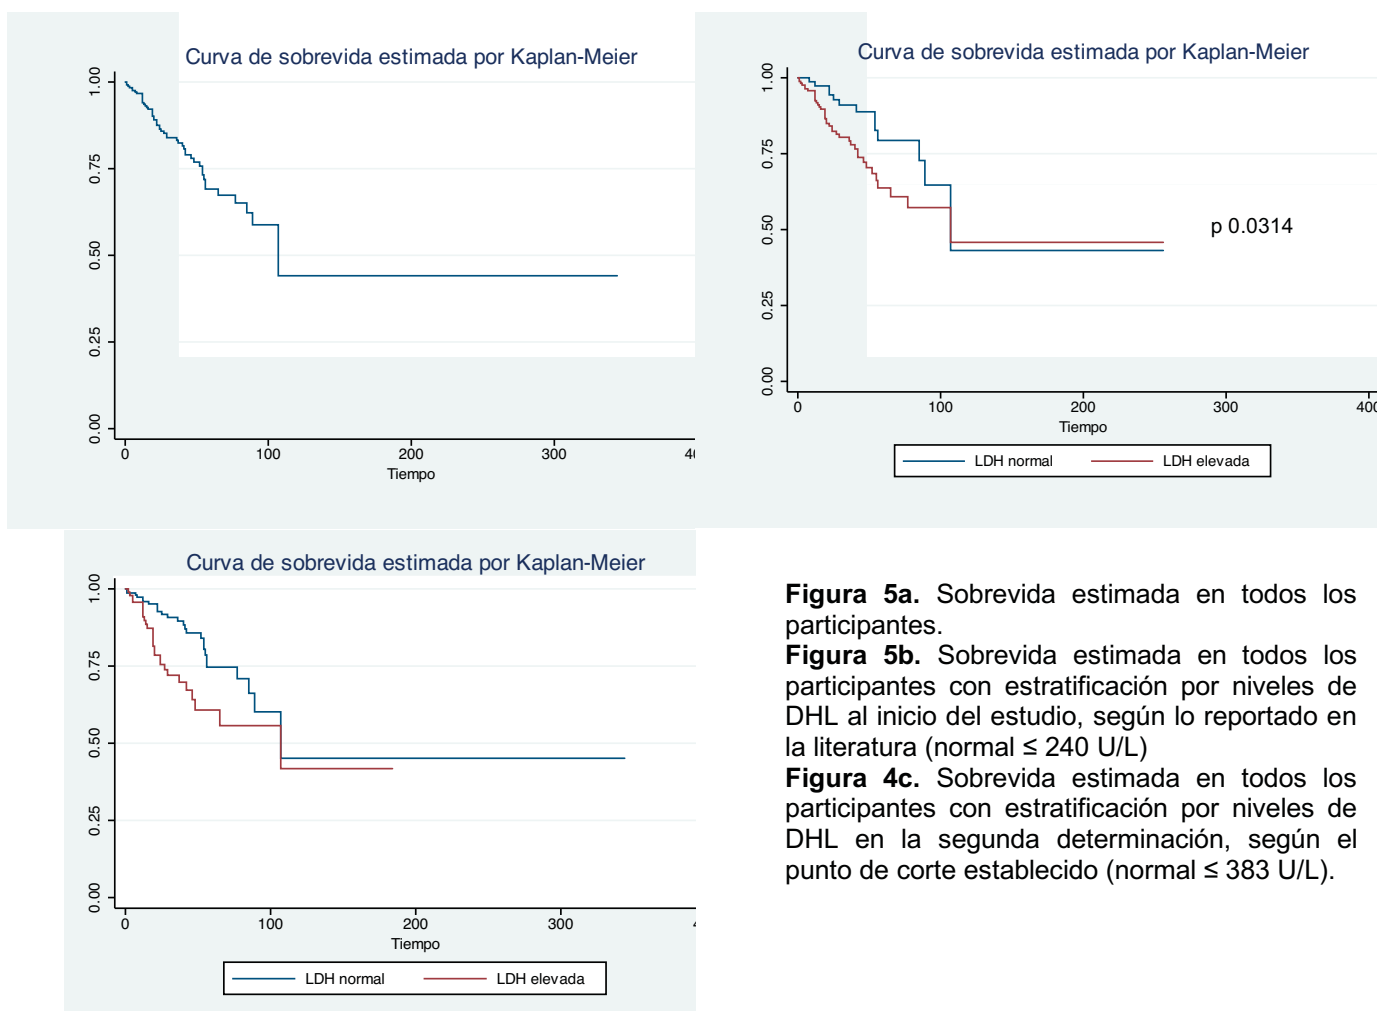 Curva de sobrevida estimada por Kaplan-Meier
1.00
0.75
0.50
0.25
0.00
0 100 200 300 40
Tiempo
Curva de sobrevida estimada por Kaplan-Meier
1.00
0.75
0.50
0.25
0.00
p 0.0314
0 100 200 300 400
Tiempo
LDH normal LDH elevada
Curva de sobrevida estimada por Kaplan-Meier
1.00
0.75
0.50
0.25
0.00
0 100 200 300
Tiempo
LDH normal LDH elevada
Figura 5a. Sobrevida estimada en todos los
participantes.
Figura 5b. Sobrevida estimada en todos los
participantes con estratificación por niveles de
DHL al inicio del estudio, según lo reportado en
la literatura (normal ≤ 240 U/L)
Figura 4c. Sobrevida estimada en todos los
participantes con estratificación por niveles de
DHL en la segunda determinación, según el
punto de corte establecido (normal ≤ 383 U/L).